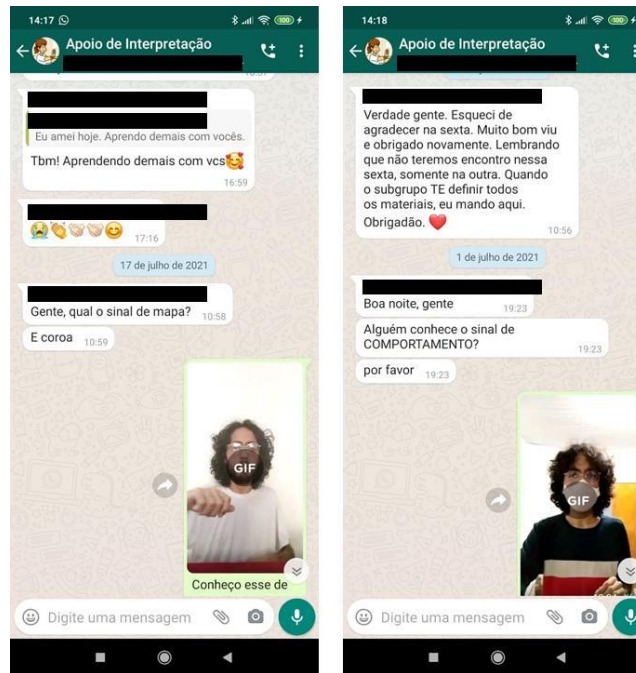 14:17
100
Apoio de Interpretação
Eu amei hoje. Aprendo demais com vocês.
Tbm! Aprendendo demais com vcs🥰
16:59
😭👏👏🏻👏🏻😊
17:16
17 de julho de 2021
Gente, qual o sinal de mapa? 10:58
E coroa 10:59
GIF
Conheço esse de
Digite uma mensagem
14:18
100
Apoio de Interpretação
Verdade gente. Esqueci de
agradecer na sexta. Muito bom viu
e obrigado novamente. Lembrando
que não teremos encontro nessa
sexta, somente na outra. Quando
o subgrupo TE definir todos
os materiais, eu mando aqui.
Obrigadão. ❤️
10:56
1 de julho de 2021
Boa noite, gente 19:23
Alguém conhece o sinal de
COMPORTAMENTO? 19:23
por favor 19:23
GIF
Digite uma mensagem